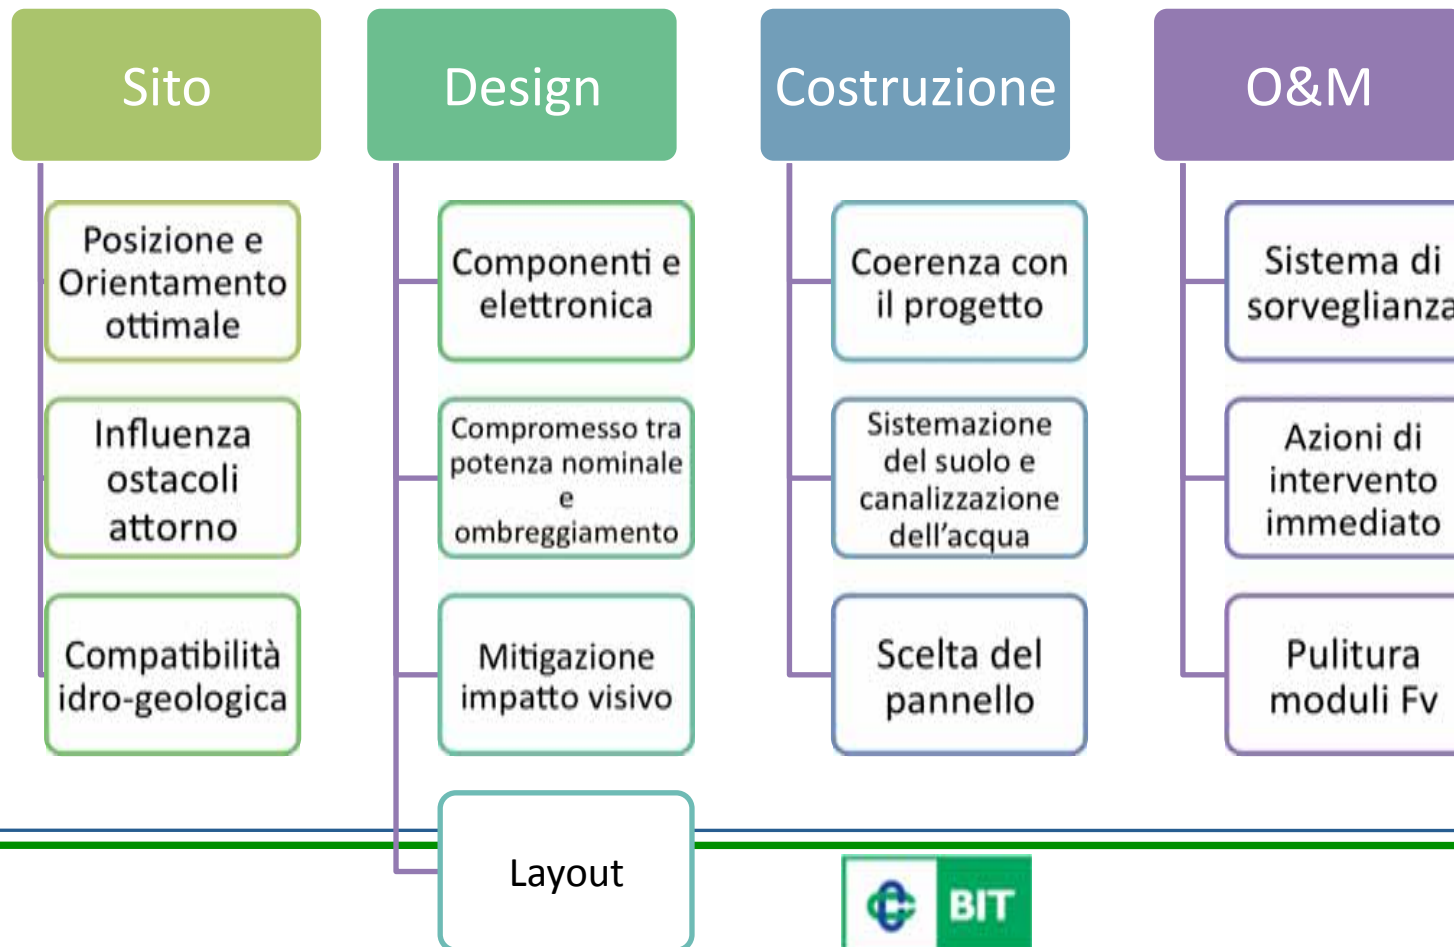 Sito
Posizione e
Orientamento
ottimale
Influenza
ostacoli
attorno
Compatibilità
idro-geologica
Design
Componenti e
elettronica
Compromesso tra
potenza nominale
e
ombreggiamento
Mitigazione
impatto visivo
Layout
Costruzione
Coerenza con
il progetto
Sistemazione
del suolo e
canalizzazione
dell'acqua
Scelta del
pannello
O&M
Sistema di
sorveglianza
Azioni di
intervento
immediato
Pulitura
moduli Fv
BIT